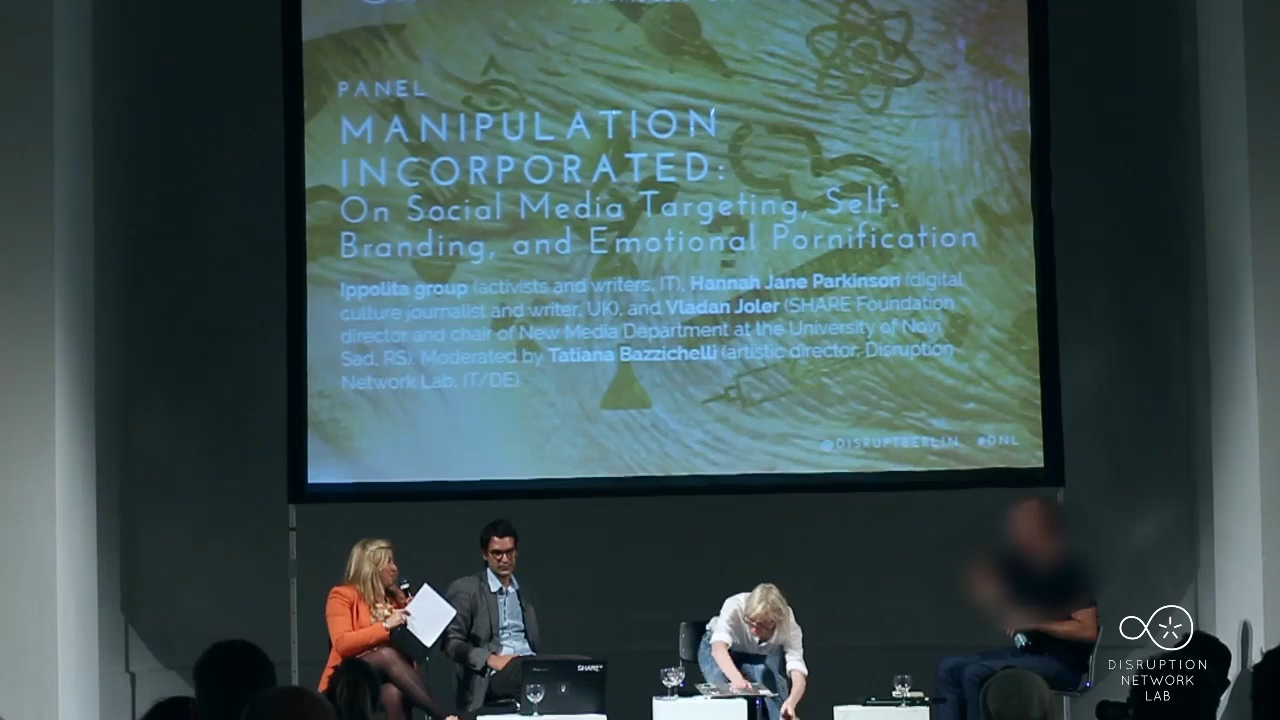 PANEL
MANIPULATION
INCORPORATED:
On Social Media Targeting, Self-
Branding, and Emotional Pornification
Ippolita group (activists and writers, IT), Hannah Jane Parkinson (digital
culture journalist and writer, UK), and Vladan Joler (SHARE Foundation
director and chair of New Media Department at the University of Novi
Sad, RS). Moderated by Tatiana Bazzichelli (artistic director, Disruption
Network Lab, IT/DE)
@DISRUPTBERLIN · #DNL
SHARE
DISRUPTION
NETWORK
LAB